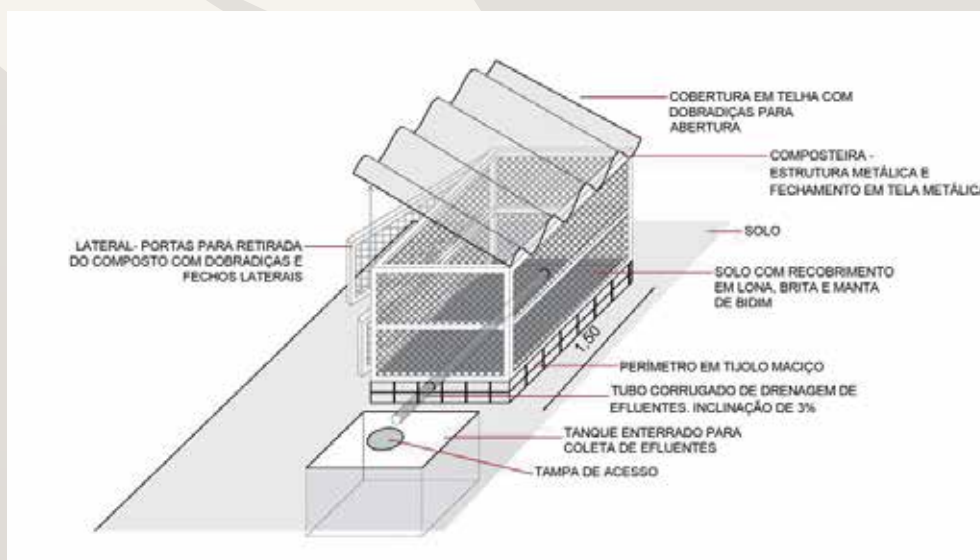 COBERTURA EM TELHA COM
DOBRADIÇAS PARA
ABERTURA
COMPOSTEIRA -
ESTRUTURA METÁLICA E
FECHAMENTO EM TELA METÁLICA
SOLO
LATERAL- PORTAS PARA RETIRADA
DO COMPOSTO COM DOBRADIÇAS E
FECHOS LATERAIS
SOLO COM RECOBRIMENTO
EM LONA, BRITA E MANTA
DE BIDIM
1,50
PERÍMETRO EM TIJOLO MACIÇO
TUBO CORRUGADO DE DRENAGEM DE
EFLUENTES. INCLINAÇÃO DE 3%
TANQUE ENTERRADO PARA
COLETA DE EFLUENTES
TAMPA DE ACESSO